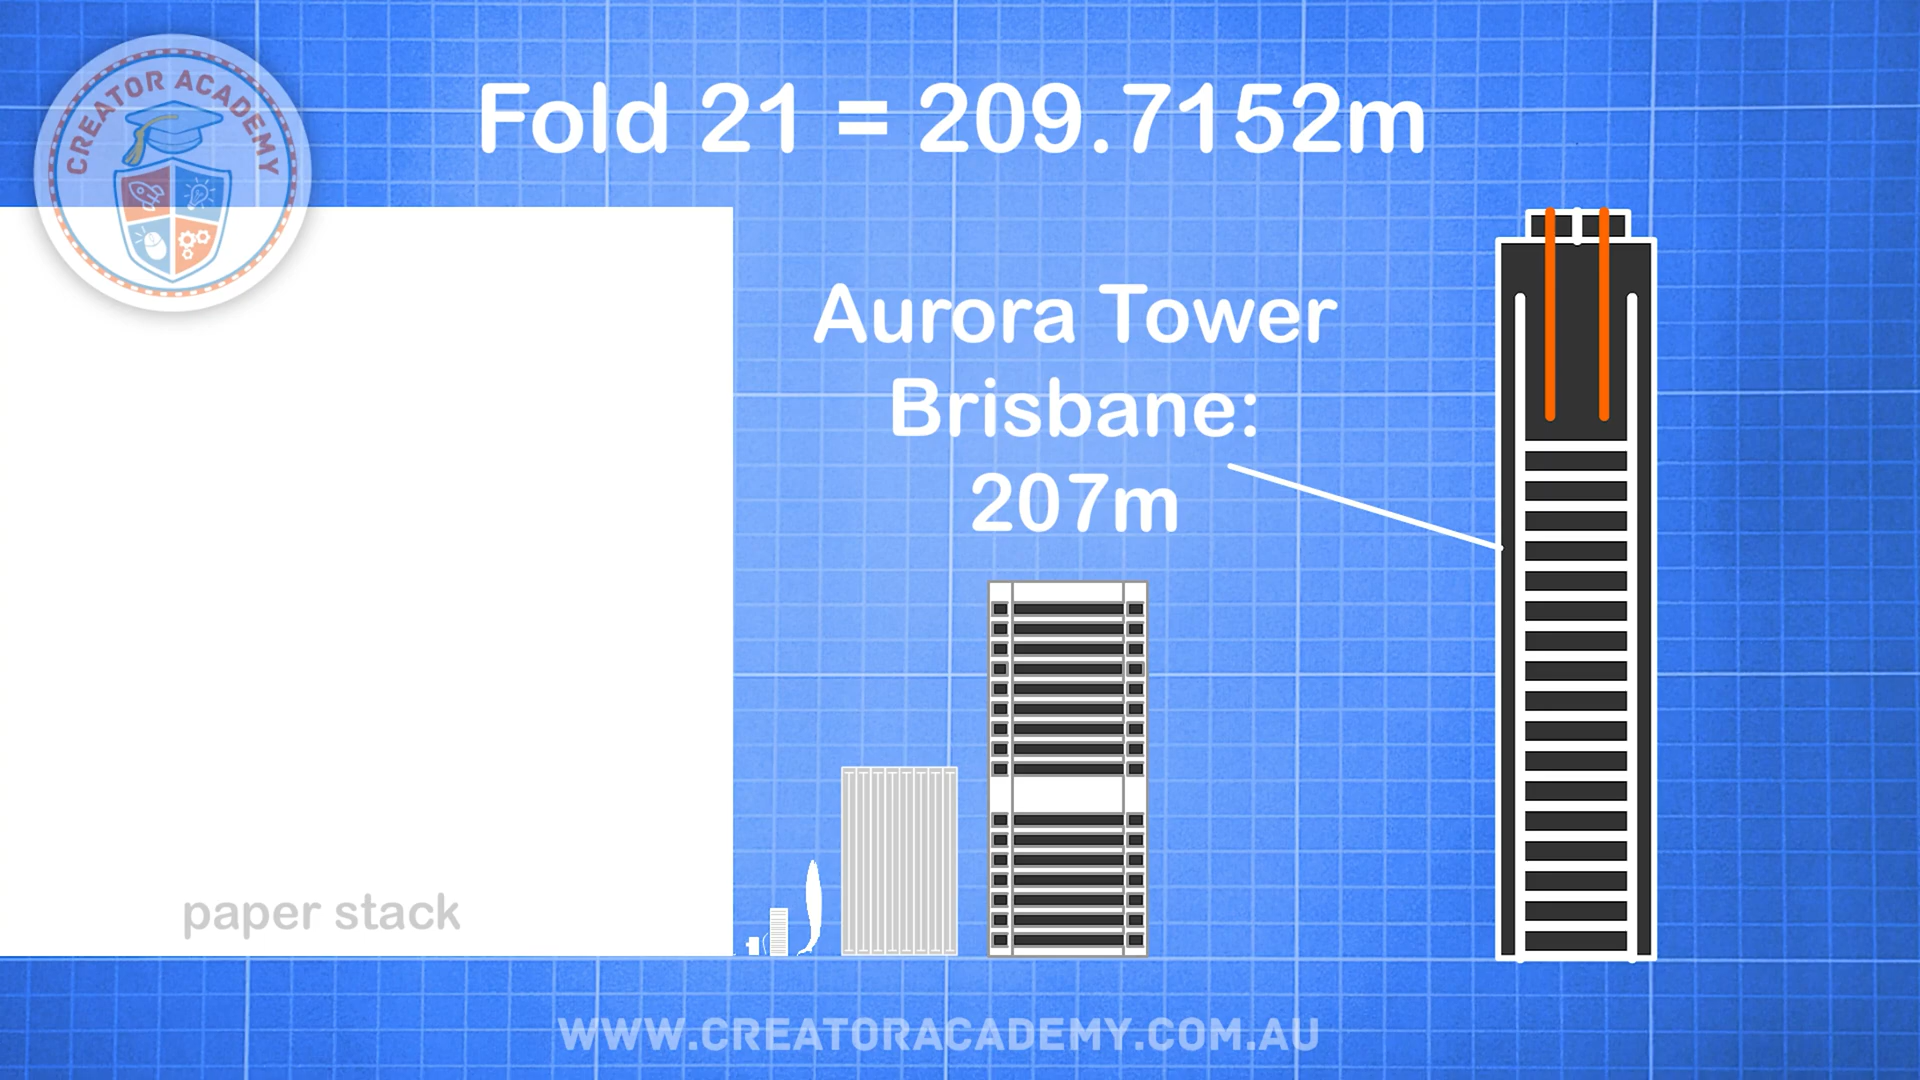 CREATOR ACADEMY
Fold 21 = 209.7152m
Aurora Tower
Brisbane:
207m
paper stack
WWW.CREATORACADEMY.COM.AU